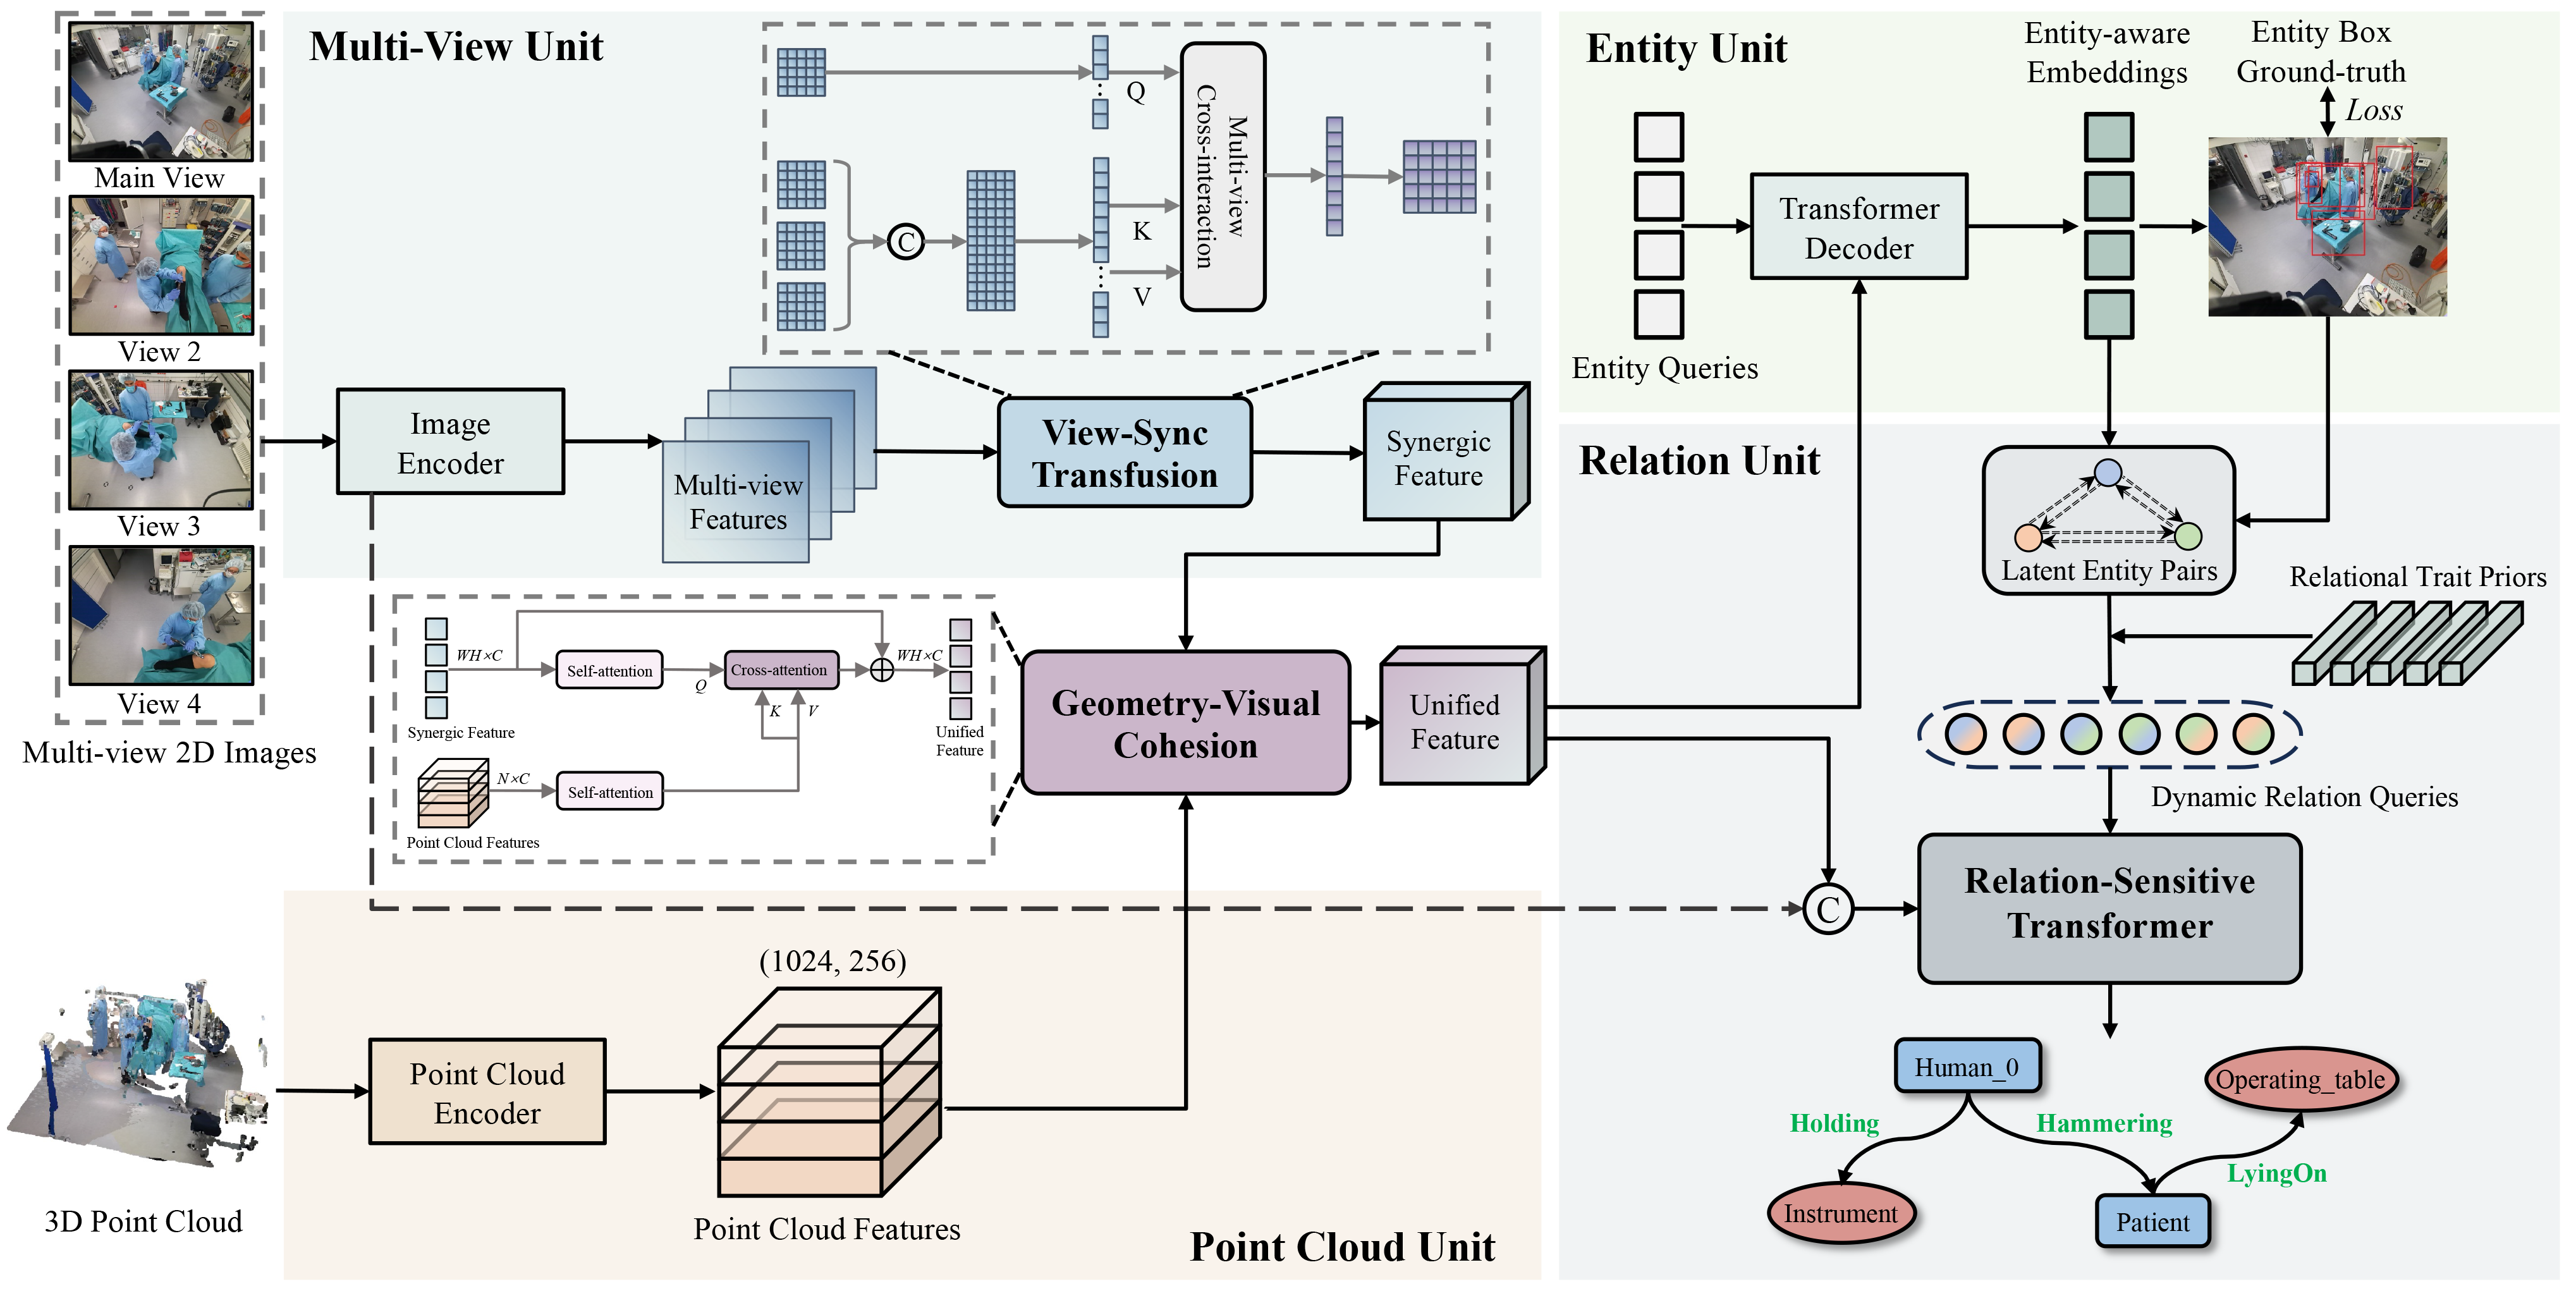 Main View
View 2
View 3
View 4
Multi-view 2D Images
3D Point Cloud
Multi-View Unit
Q
K
V
C
Multi-view
Cross-interaction
Image
Encoder
Multi-view
Features
View-Sync
Transfusion
Synergic
Feature
WH×C
Self-attention
Q
Cross-attention
WH×C
K
V
Synergic Feature
Unified
Feature
N×C
Self-attention
Point Cloud Features
Geometry-Visual
Cohesion
Unified
Feature
(1024, 256)
Point Cloud
Encoder
Point Cloud Features
Point Cloud Unit
Entity Unit
Entity-aware
Embeddings
Entity Box
Ground-truth
Loss
Transformer
Decoder
Entity Queries
Relation Unit
Latent Entity Pairs
Relational Trait Priors
Dynamic Relation Queries
C
Relation-Sensitive
Transformer
Human_0
Operating_table
Holding
Hammering
LyingOn
Instrument
Patient